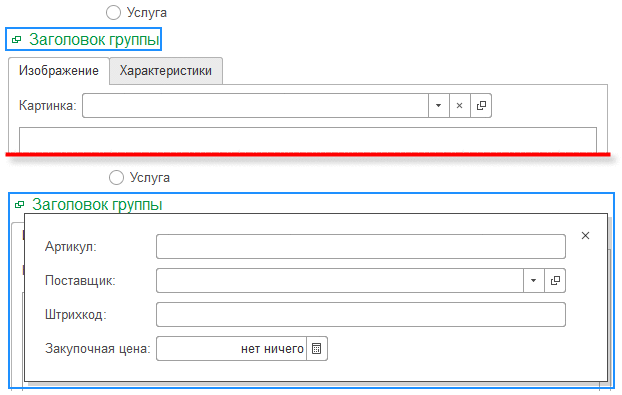 Услуга
Заголовок группы
Изображение Характеристики
Картинка:
Услуга
Заголовок группы
Артикул:
Поставщик:
Штрихкод:
Закупочная цена: нет ничего